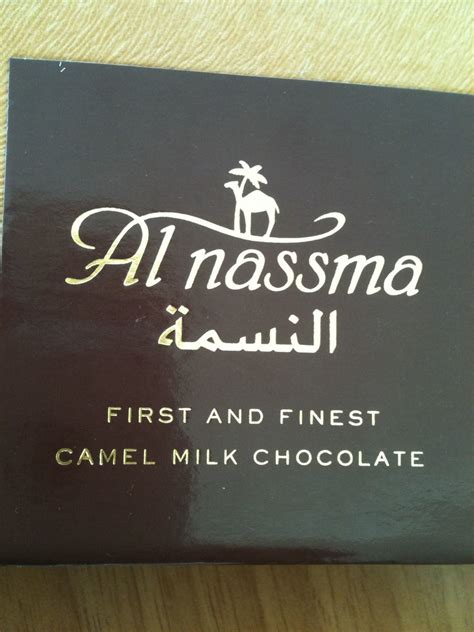 Al nassma
النسمة
FIRST AND FINEST
CAMEL MILK CHOCOLATE